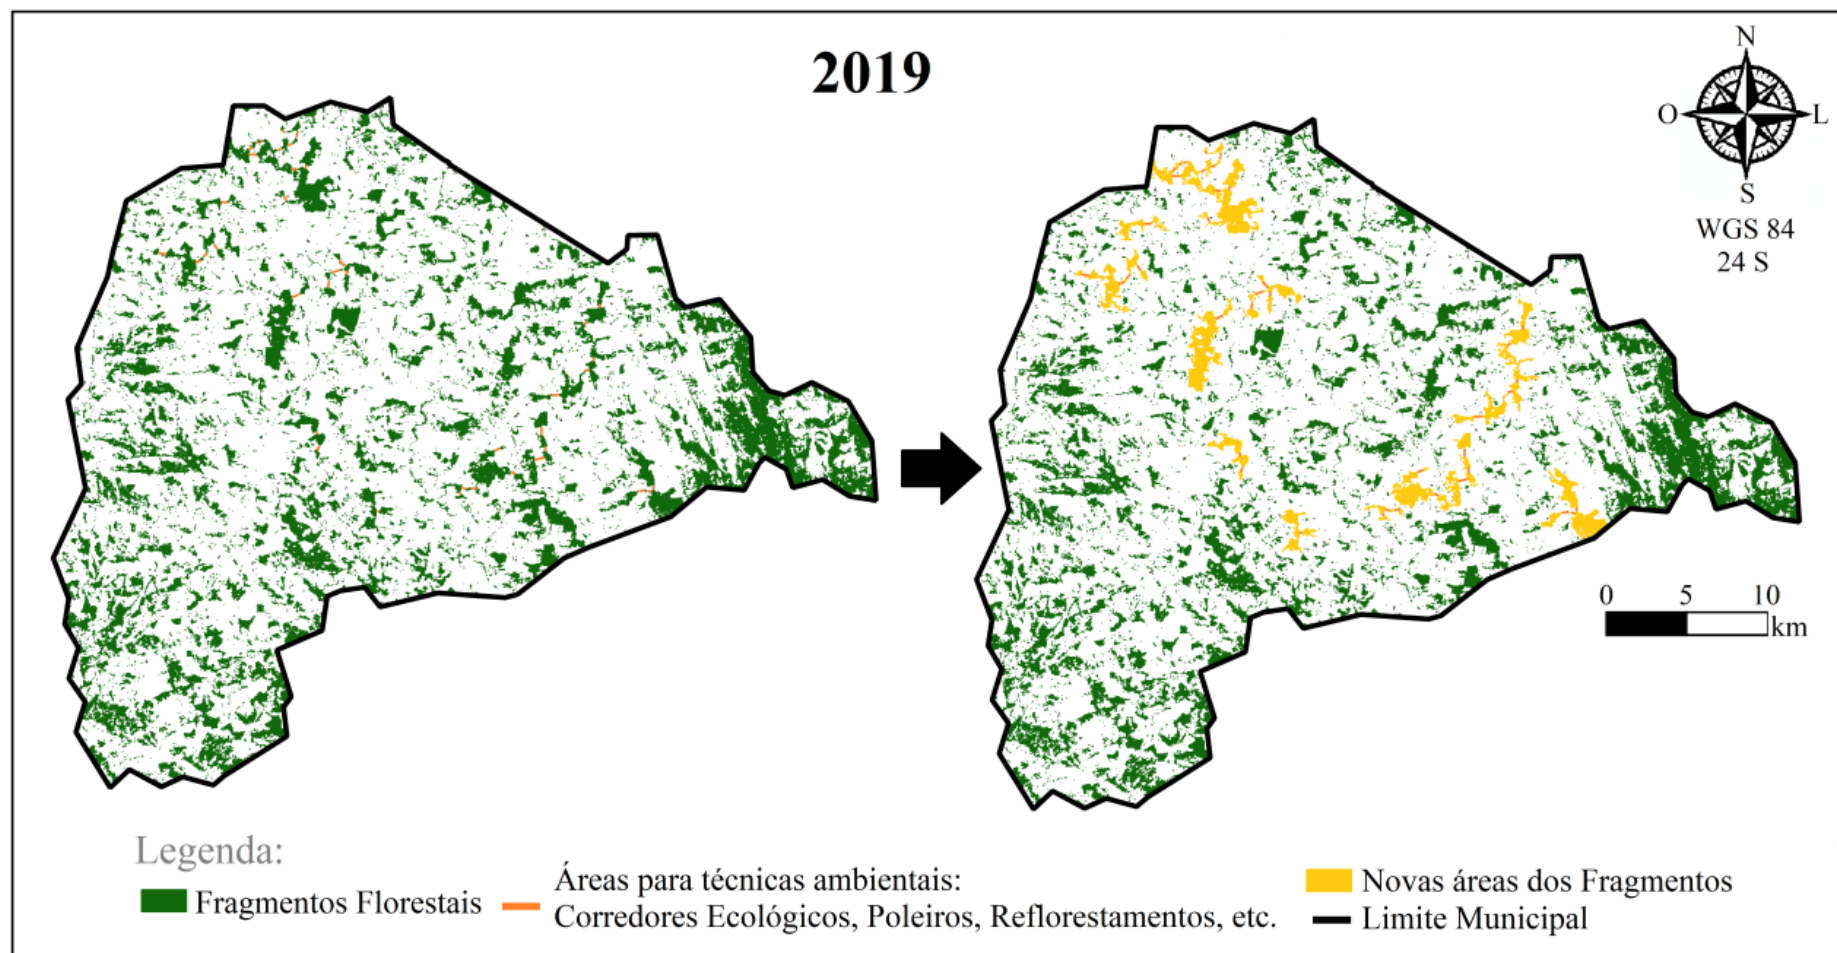 2019
N
O
L
S
WGS 84
24 S
0 5 10
km
Legenda:
Fragmentos Florestais
Áreas para técnicas ambientais:
Corredores Ecológicos, Poleiros, Reflorestamentos, etc.
Novas áreas dos Fragmentos
Limite Municipal